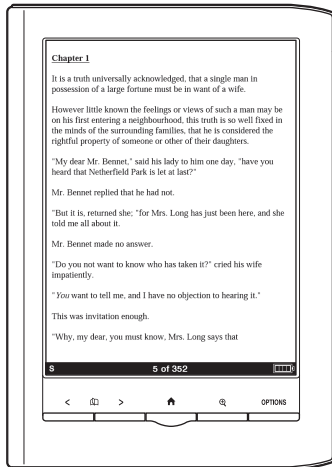 Chapter 1
It is a truth universally acknowledged, that a single man in
possession of a large fortune must be in want of a wife.
However little known the feelings or views of such a man may be
on his first entering a neighbourhood, this truth is so well fixed in
the minds of the surrounding families, that he is considered the
rightful property of someone or other of their daughters.
"My dear Mr. Bennet," said his lady to him one day, "have you
heard that Netherfield Park is let at last?"
Mr. Bennet replied that he had not.
"But it is, returned she; "for Mrs. Long has just been here, and she
told me all about it.
Mr. Bennet made no answer.
"Do you not want to know who has taken it?" cried his wife
impatiently.
"You want to tell me, and I have no objection to hearing it."
This was invitation enough.
"Why, my dear, you must know, Mrs. Long says that
S 5 of 352
< > OPTIONS